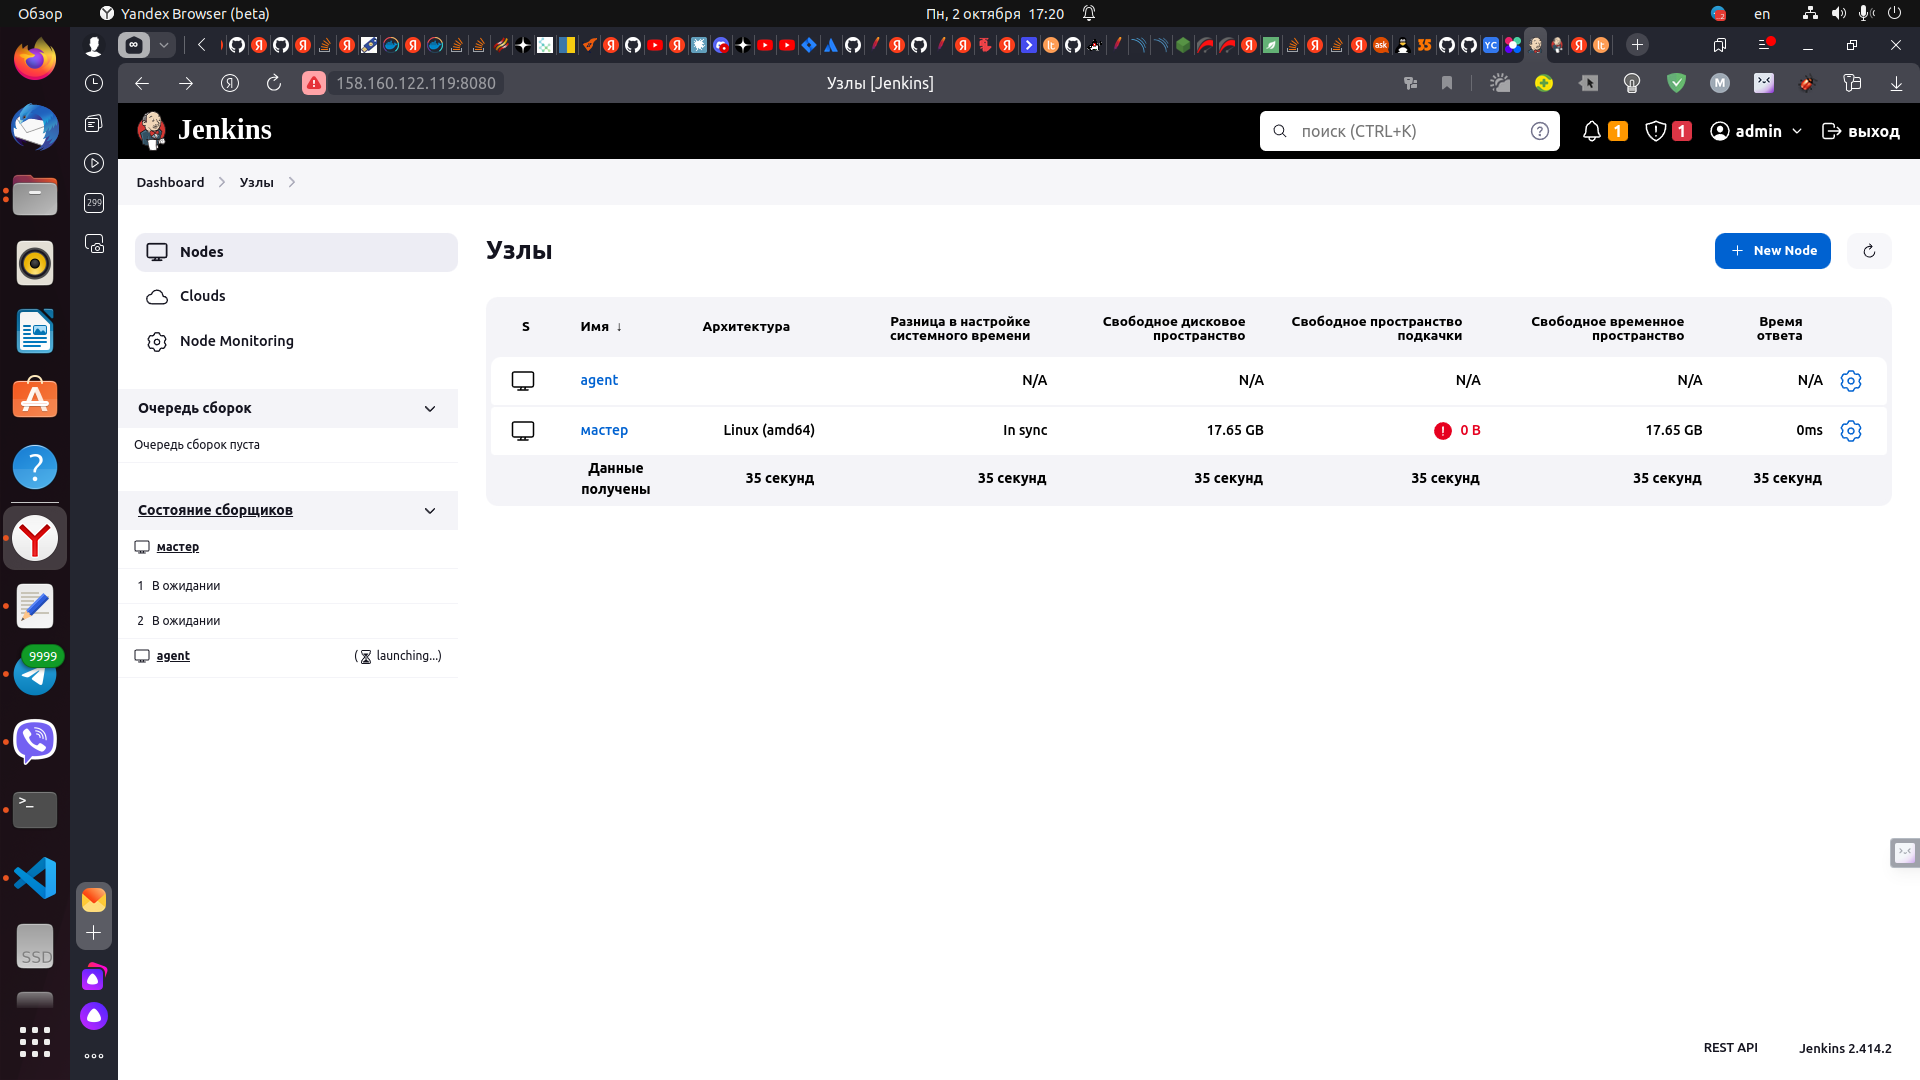 Обзор
Yandex Browser (beta)
Пн, 2 октября 17:20
en
158.160.122.119:8080
Узлы [Jenkins]
Jenkins
поиск (CTRL+K)
1
1
admin
выход
Dashboard
Узлы
299
Nodes
Clouds
Node Monitoring
Узлы
New Node
S
Имя ↓
Архитектура
Разница в настройке системного времени
Свободное дисковое пространство
Свободное пространство подкачки
Свободное временное пространство
Время ответа
agent
N/A
N/A
N/A
N/A
N/A
мастер
Linux (amd64)
In sync
17.65 GB
0 B
17.65 GB
0ms
Данные получены
35 секунд
35 секунд
35 секунд
35 секунд
35 секунд
35 секунд
Очередь сборок
Очередь сборок пуста
Состояние сборщиков
мастер
1 В ожидании
2 В ожидании
agent
( launching...)
9999
SSD
REST API
Jenkins 2.414.2